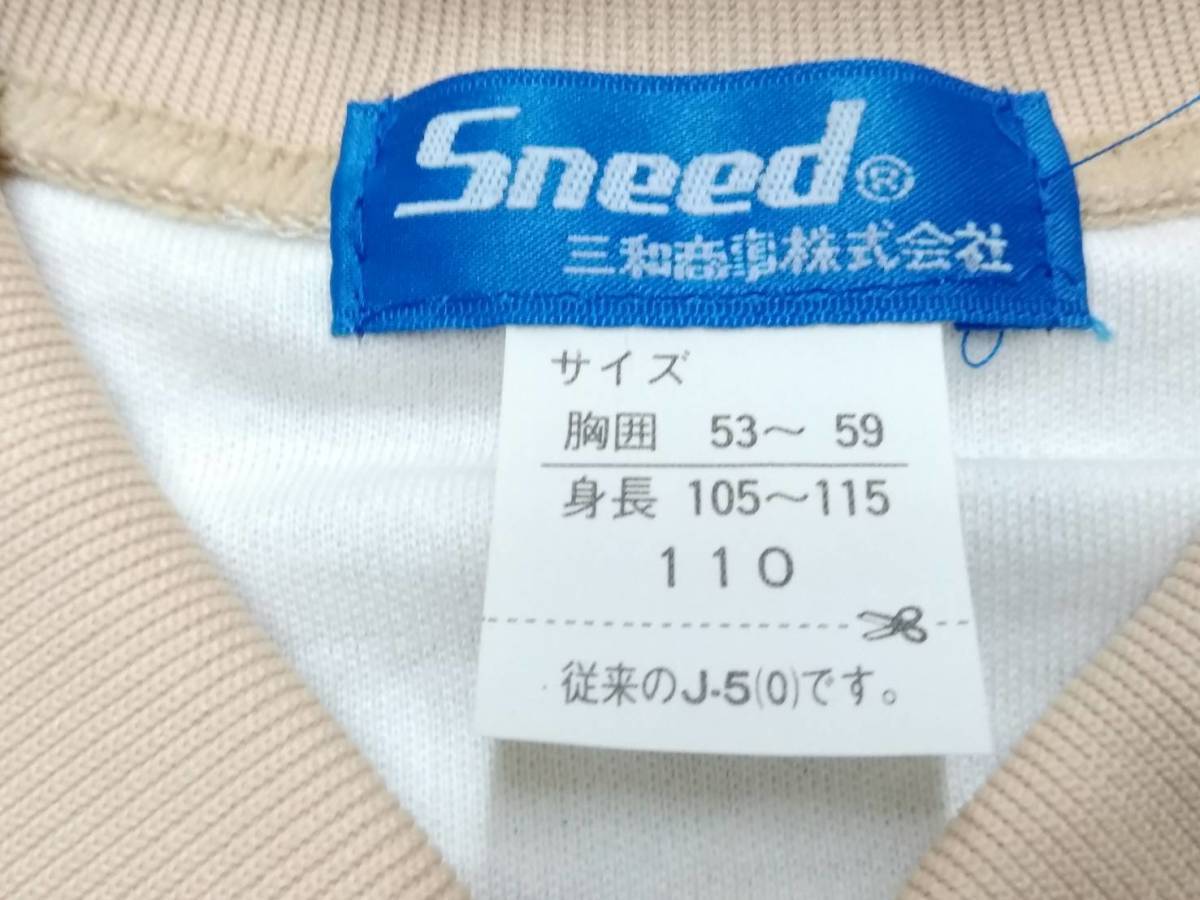 Sneed®
三和商事株式会社
サイズ
胸囲 53〜 59
身長 105〜115
110
従来のJ-5(0)です。